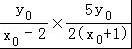 y₀/(x₀ − 2) × 5y₀/(2(x₀+1))